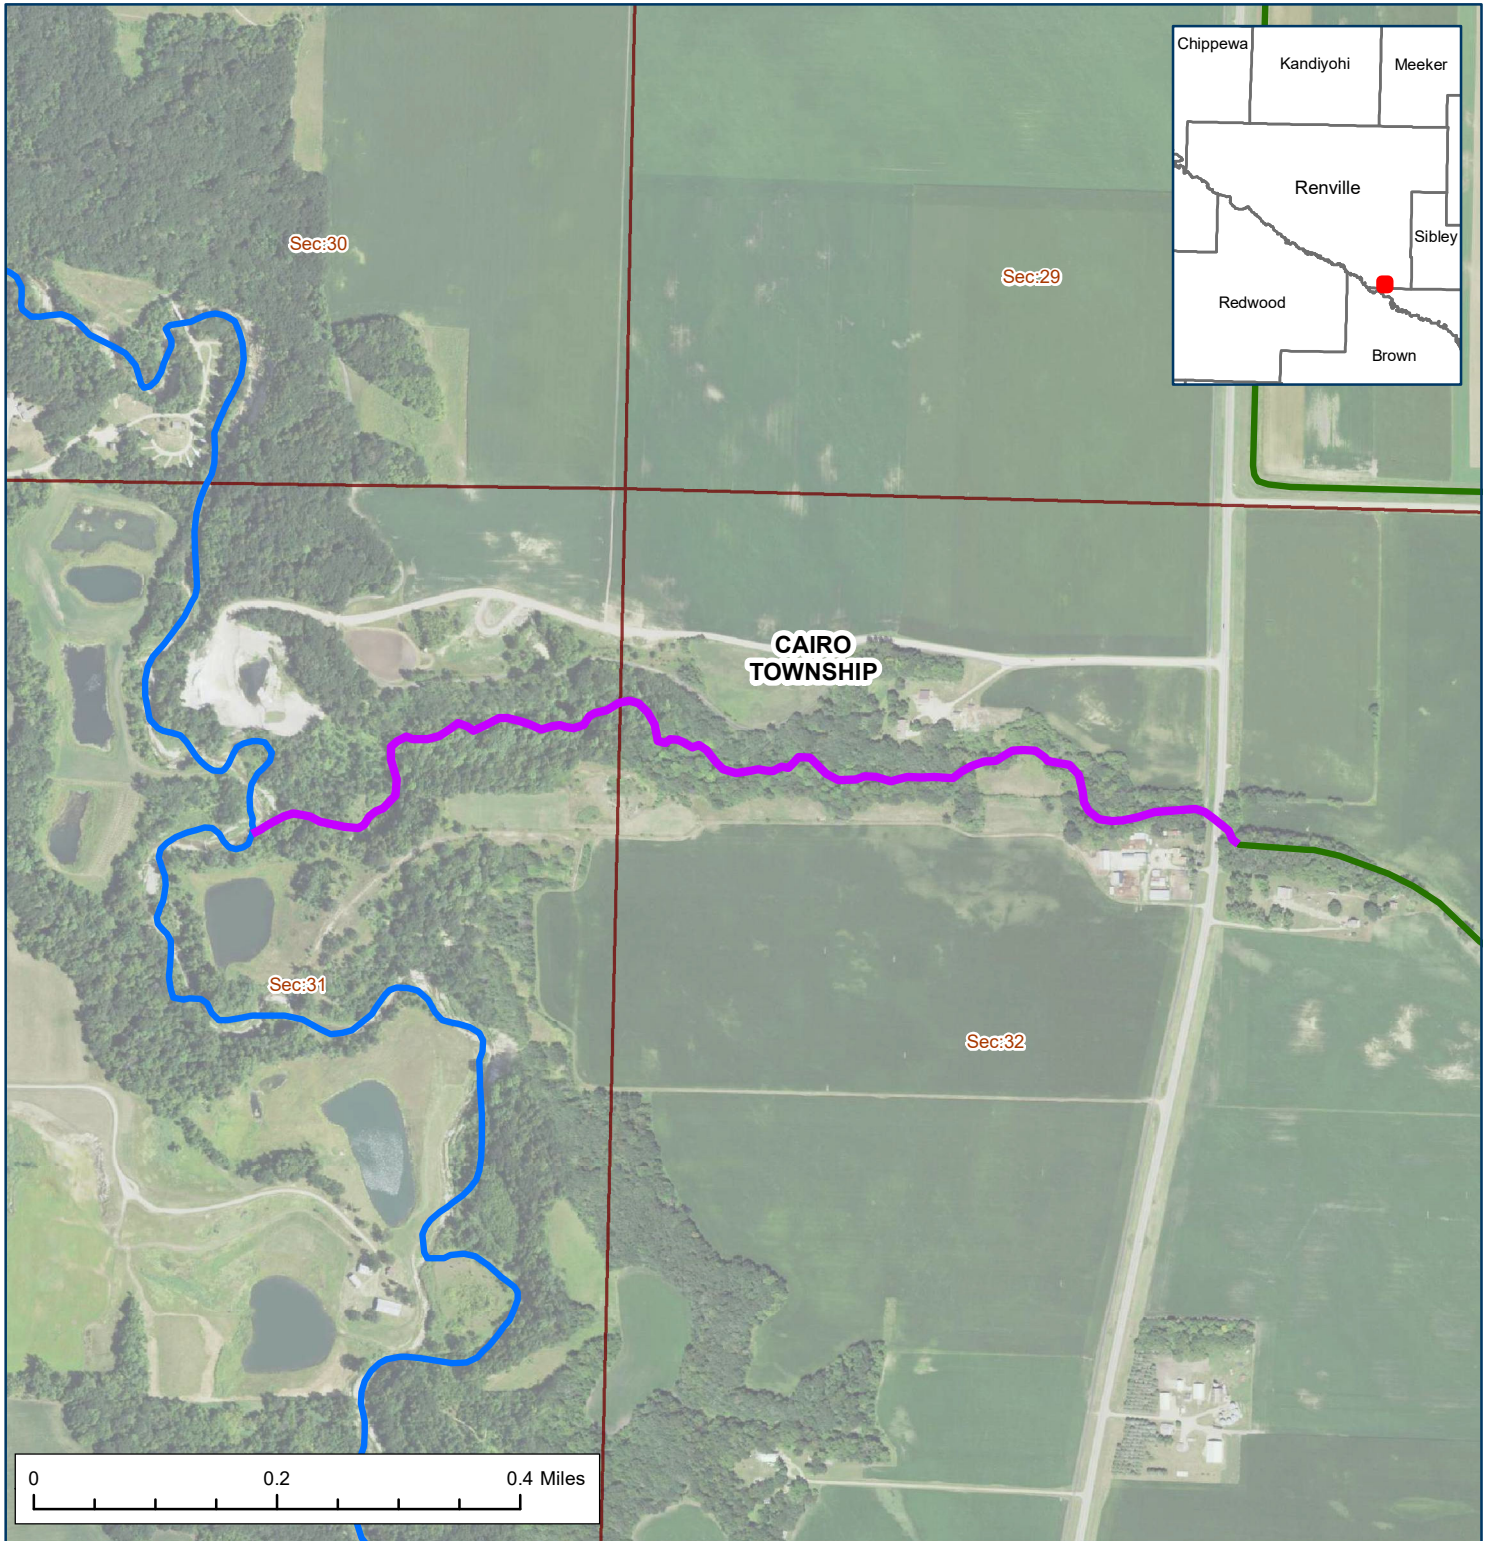 Chippewa
Kandiyohi
Meeker
Renville
Sibley
Redwood
Brown
Sec:30
Sec:29
CAIRO
TOWNSHIP
Sec:31
Sec:32
0 0.2 0.4 Miles